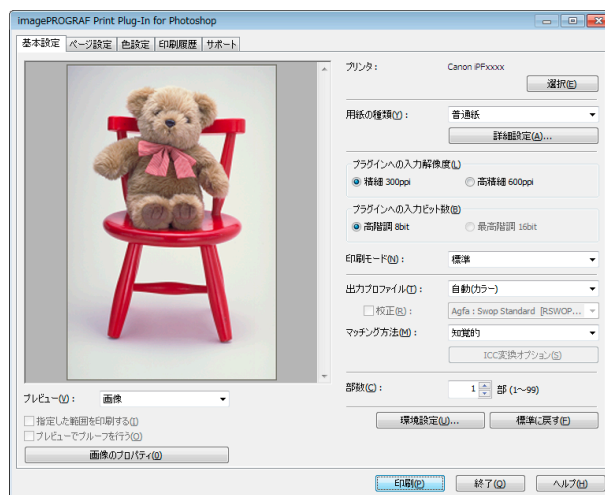 imagePROGRAF Print Plug-In for Photoshop
基本設定 ページ設定 色設定 印刷履歴 サポート
プリンタ： Canon iPFxxxx
選択(E)
用紙の種類(Y)： 普通紙
詳細設定(A)...
プラグインへの入力解像度(L)
精細 300ppi 高精細 600ppi
プラグインへの入力ビット数(B)
高階調 8bit 最高階調 16bit
印刷モード(N)： 標準
出力プロファイル(T)： 自動(カラー)
校正(R)： Agfa : Swop Standard [RSWOP...
マッチング方法(M)： 知覚的
ICC変換オプション(S)
部数(C)： 1 部 (1～99)
プレビュー(V)： 画像
指定した範囲を印刷する(I)
プレビューでプルーフを行う(O)
画像のプロパティ(0)
環境設定(U)... 標準に戻す(F)
印刷(P) 終了(Q) ヘルプ(H)